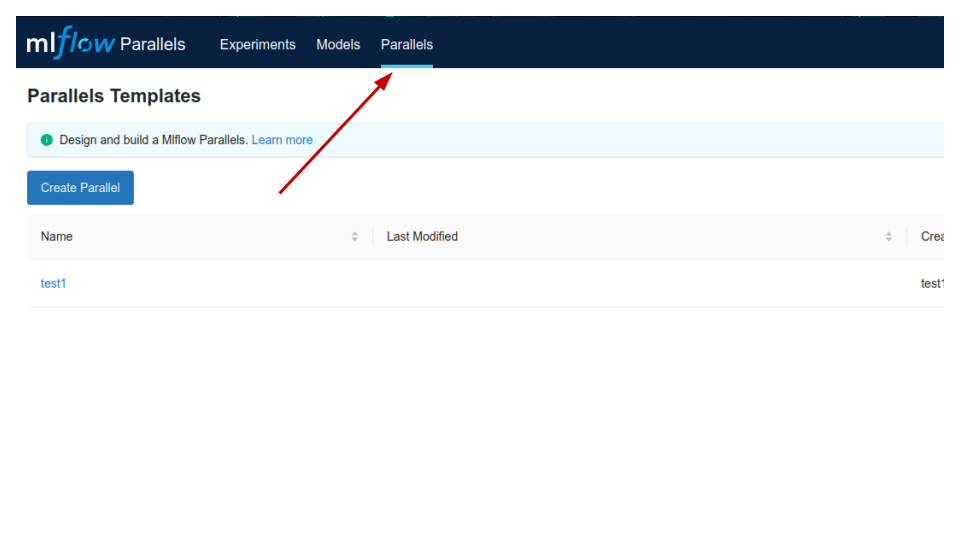 mlflow Parallels Experiments Models Parallels
Parallels Templates
Design and build a Mlflow Parallels. Learn more
Create Parallel
Name Last Modified Crea
test1 test1